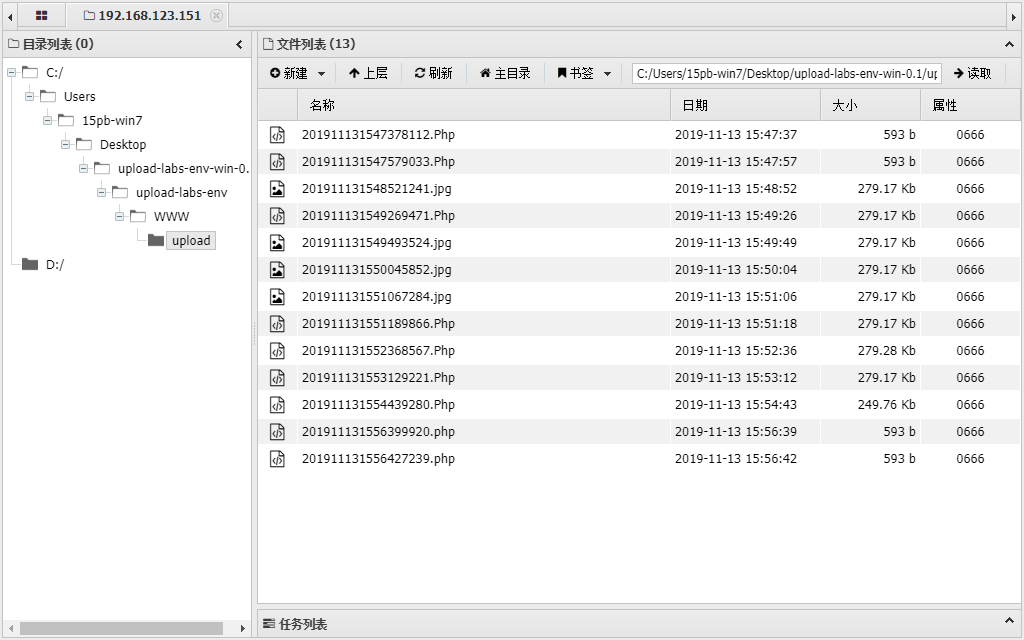 192.168.123.151
目录列表 (0)
C:/
Users
15pb-win7
Desktop
upload-labs-env-win-0.
upload-labs-env
WWW
upload
D:/
文件列表 (13)
新建 上层 刷新 主目录 书签 C:/Users/15pb-win7/Desktop/upload-labs-env-win-0.1/up 读取
名称 日期 大小 属性
201911131547378112.Php 2019-11-13 15:47:37 593 b 0666
201911131547579033.Php 2019-11-13 15:47:57 593 b 0666
201911131548521241.jpg 2019-11-13 15:48:52 279.17 Kb 0666
201911131549269471.Php 2019-11-13 15:49:26 279.17 Kb 0666
201911131549493524.jpg 2019-11-13 15:49:49 279.17 Kb 0666
201911131550045852.jpg 2019-11-13 15:50:04 279.17 Kb 0666
201911131551067284.jpg 2019-11-13 15:51:06 279.17 Kb 0666
201911131551189866.Php 2019-11-13 15:51:18 279.17 Kb 0666
201911131552368567.Php 2019-11-13 15:52:36 279.28 Kb 0666
201911131553129221.Php 2019-11-13 15:53:12 279.17 Kb 0666
201911131554439280.Php 2019-11-13 15:54:43 249.76 Kb 0666
201911131556399920.php 2019-11-13 15:56:39 593 b 0666
201911131556427239.php 2019-11-13 15:56:42 593 b 0666
任务列表